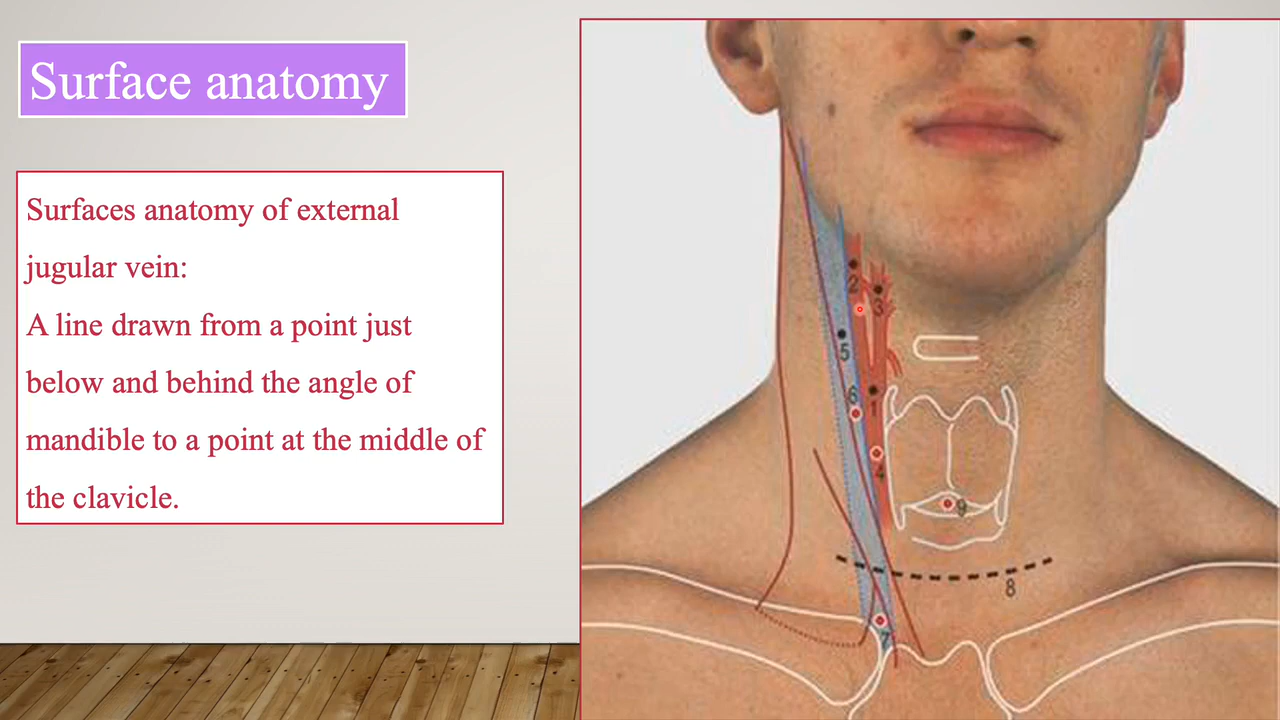 Surface anatomy
Surfaces anatomy of external
jugular vein:
A line drawn from a point just
below and behind the angle of
mandible to a point at the middle of
the clavicle.
2
3
5
6
1
4
9
8
7